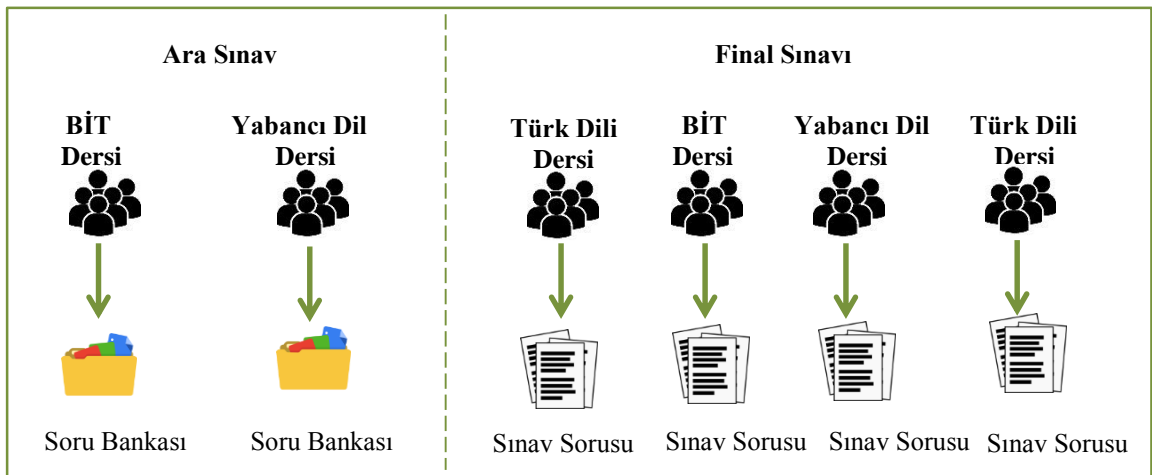 Ara Sınav
BİT
Dersi
Yabancı Dil
Dersi
Soru Bankası
Soru Bankası
Final Sınavı
Türk Dili
Dersi
BİT
Dersi
Yabancı Dil
Dersi
Türk Dili
Dersi
Sınav Sorusu
Sınav Sorusu
Sınav Sorusu
Sınav Sorusu